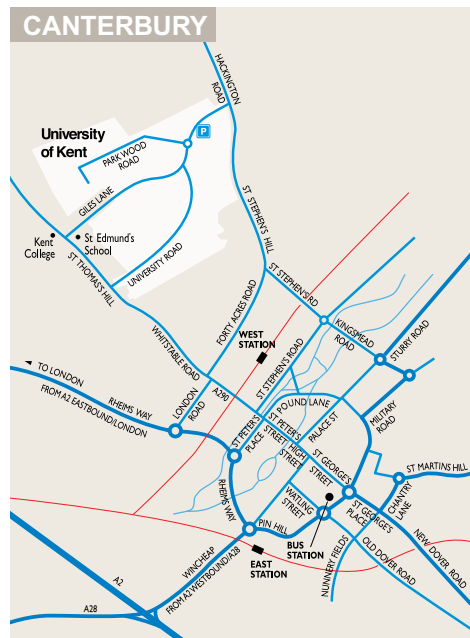 CANTERBURY
HACKINGTON
ROAD
P
University
of Kent
PARK WOOD
ROAD
GILES LANE
ST STEPHEN'S HILL
Kent
College
St Edmund's
School
UNIVERSITY ROAD
ST THOMAS'S HILL
ST STEPHEN'S RD
FORTY ACRES ROAD
WEST
STATION
KINGSMEAD
ROAD
STURRY ROAD
WHITSTABLE ROAD
ST STEPHEN'S ROAD
TO LONDON
FROM A2 EASTBOUND/LONDON
RHEIMS WAY
LONDON
ROAD
A290
POUND LANE
ST PETER'S
PLACE
ST PETER'S
STREET
PALACE ST
MILITARY
ROAD
HIGH
STREET
ST GEORGE'S
STREET
ST MARTINS HILL
CHANTRY
LANE
RHEIMS WAY
WATLING
STREET
ST GEORGE'S
PLACE
PIN HILL
BUS
STATION
NEW DOVER ROAD
OLD DOVER ROAD
NUNNERY FIELDS
EAST
STATION
WINCHEAP
FROM A2 WESTBOUND/A28
A2
A28